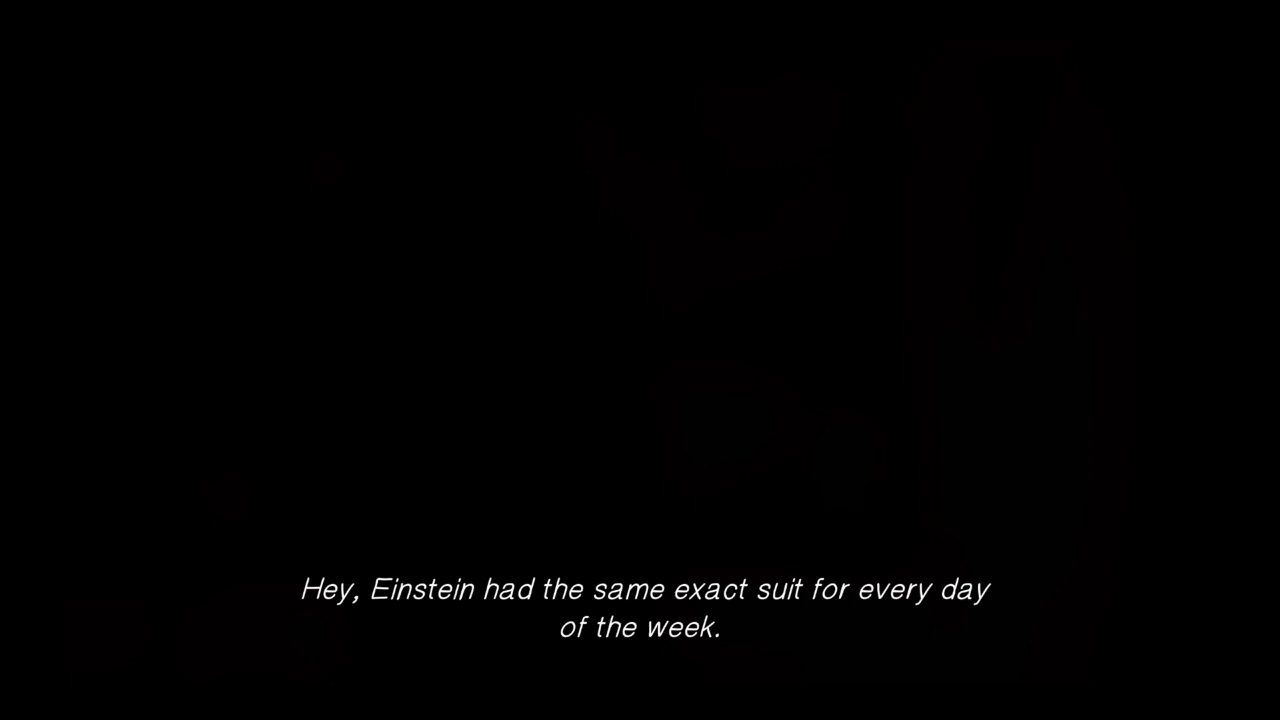 Hey, Einstein had the same exact suit for every day
of the week.